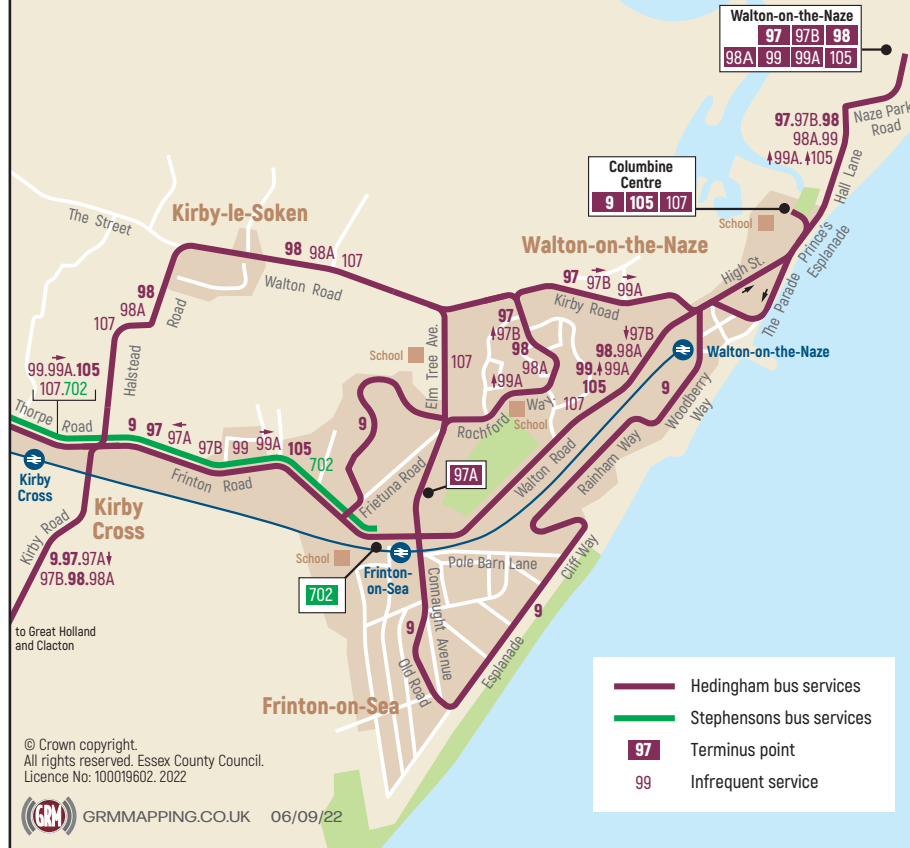 Walton-on-the-Naze
97 97B 98
98A 99 99A 105
97.97B.98
98A.99
99A. 105
Naze Park
Road
Hall Lane
Columbine
Centre
9 105 107
School
Prince's
Esplanade
The Parade
High St.
Walton-on-the-Naze
Kirby-le-Soken
The Street
98 98A 107
Walton Road
97 97B 99A
Kirby Road
98
98A
107
Halstead
Road
School
Elm Tree Ave.
107
97
97B
98
98A
99A
97B
98.98A
99. 99A
105
107
Walton-on-the-Naze
99.99A.105
107.702
Thorpe Road
9 97 97A 97B 99 99A 105
702
Frinton Road
9
Rochford Way.
School
9
Woodberry
Way
Rainham Way
Walton Road
Frietuna Road
97A
Kirby
Cross
Kirby
Cross
Kirby Road
9.97.97A
97B.98.98A
to Great Holland
and Clacton
School
702
Frinton-
on-Sea
Pole Barn Lane
Cliff Way
Connaught Avenue
9
9
Old Road
Esplanade
Frinton-on-Sea
Hedingham bus services
Stephensons bus services
97 Terminus point
99 Infrequent service
© Crown copyright.
All rights reserved. Essex County Council.
Licence No: 100019602. 2022
GRM GRMMAPPING.CO.UK 06/09/22